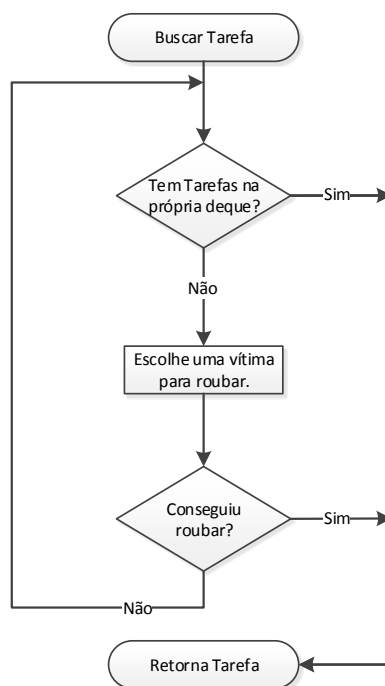 Buscar Tarefa
Tem Tarefas na
própria deque?
Sim
Não
Escolhe uma vítima
para roubar.
Conseguiu
roubar?
Sim
Não
Retorna Tarefa